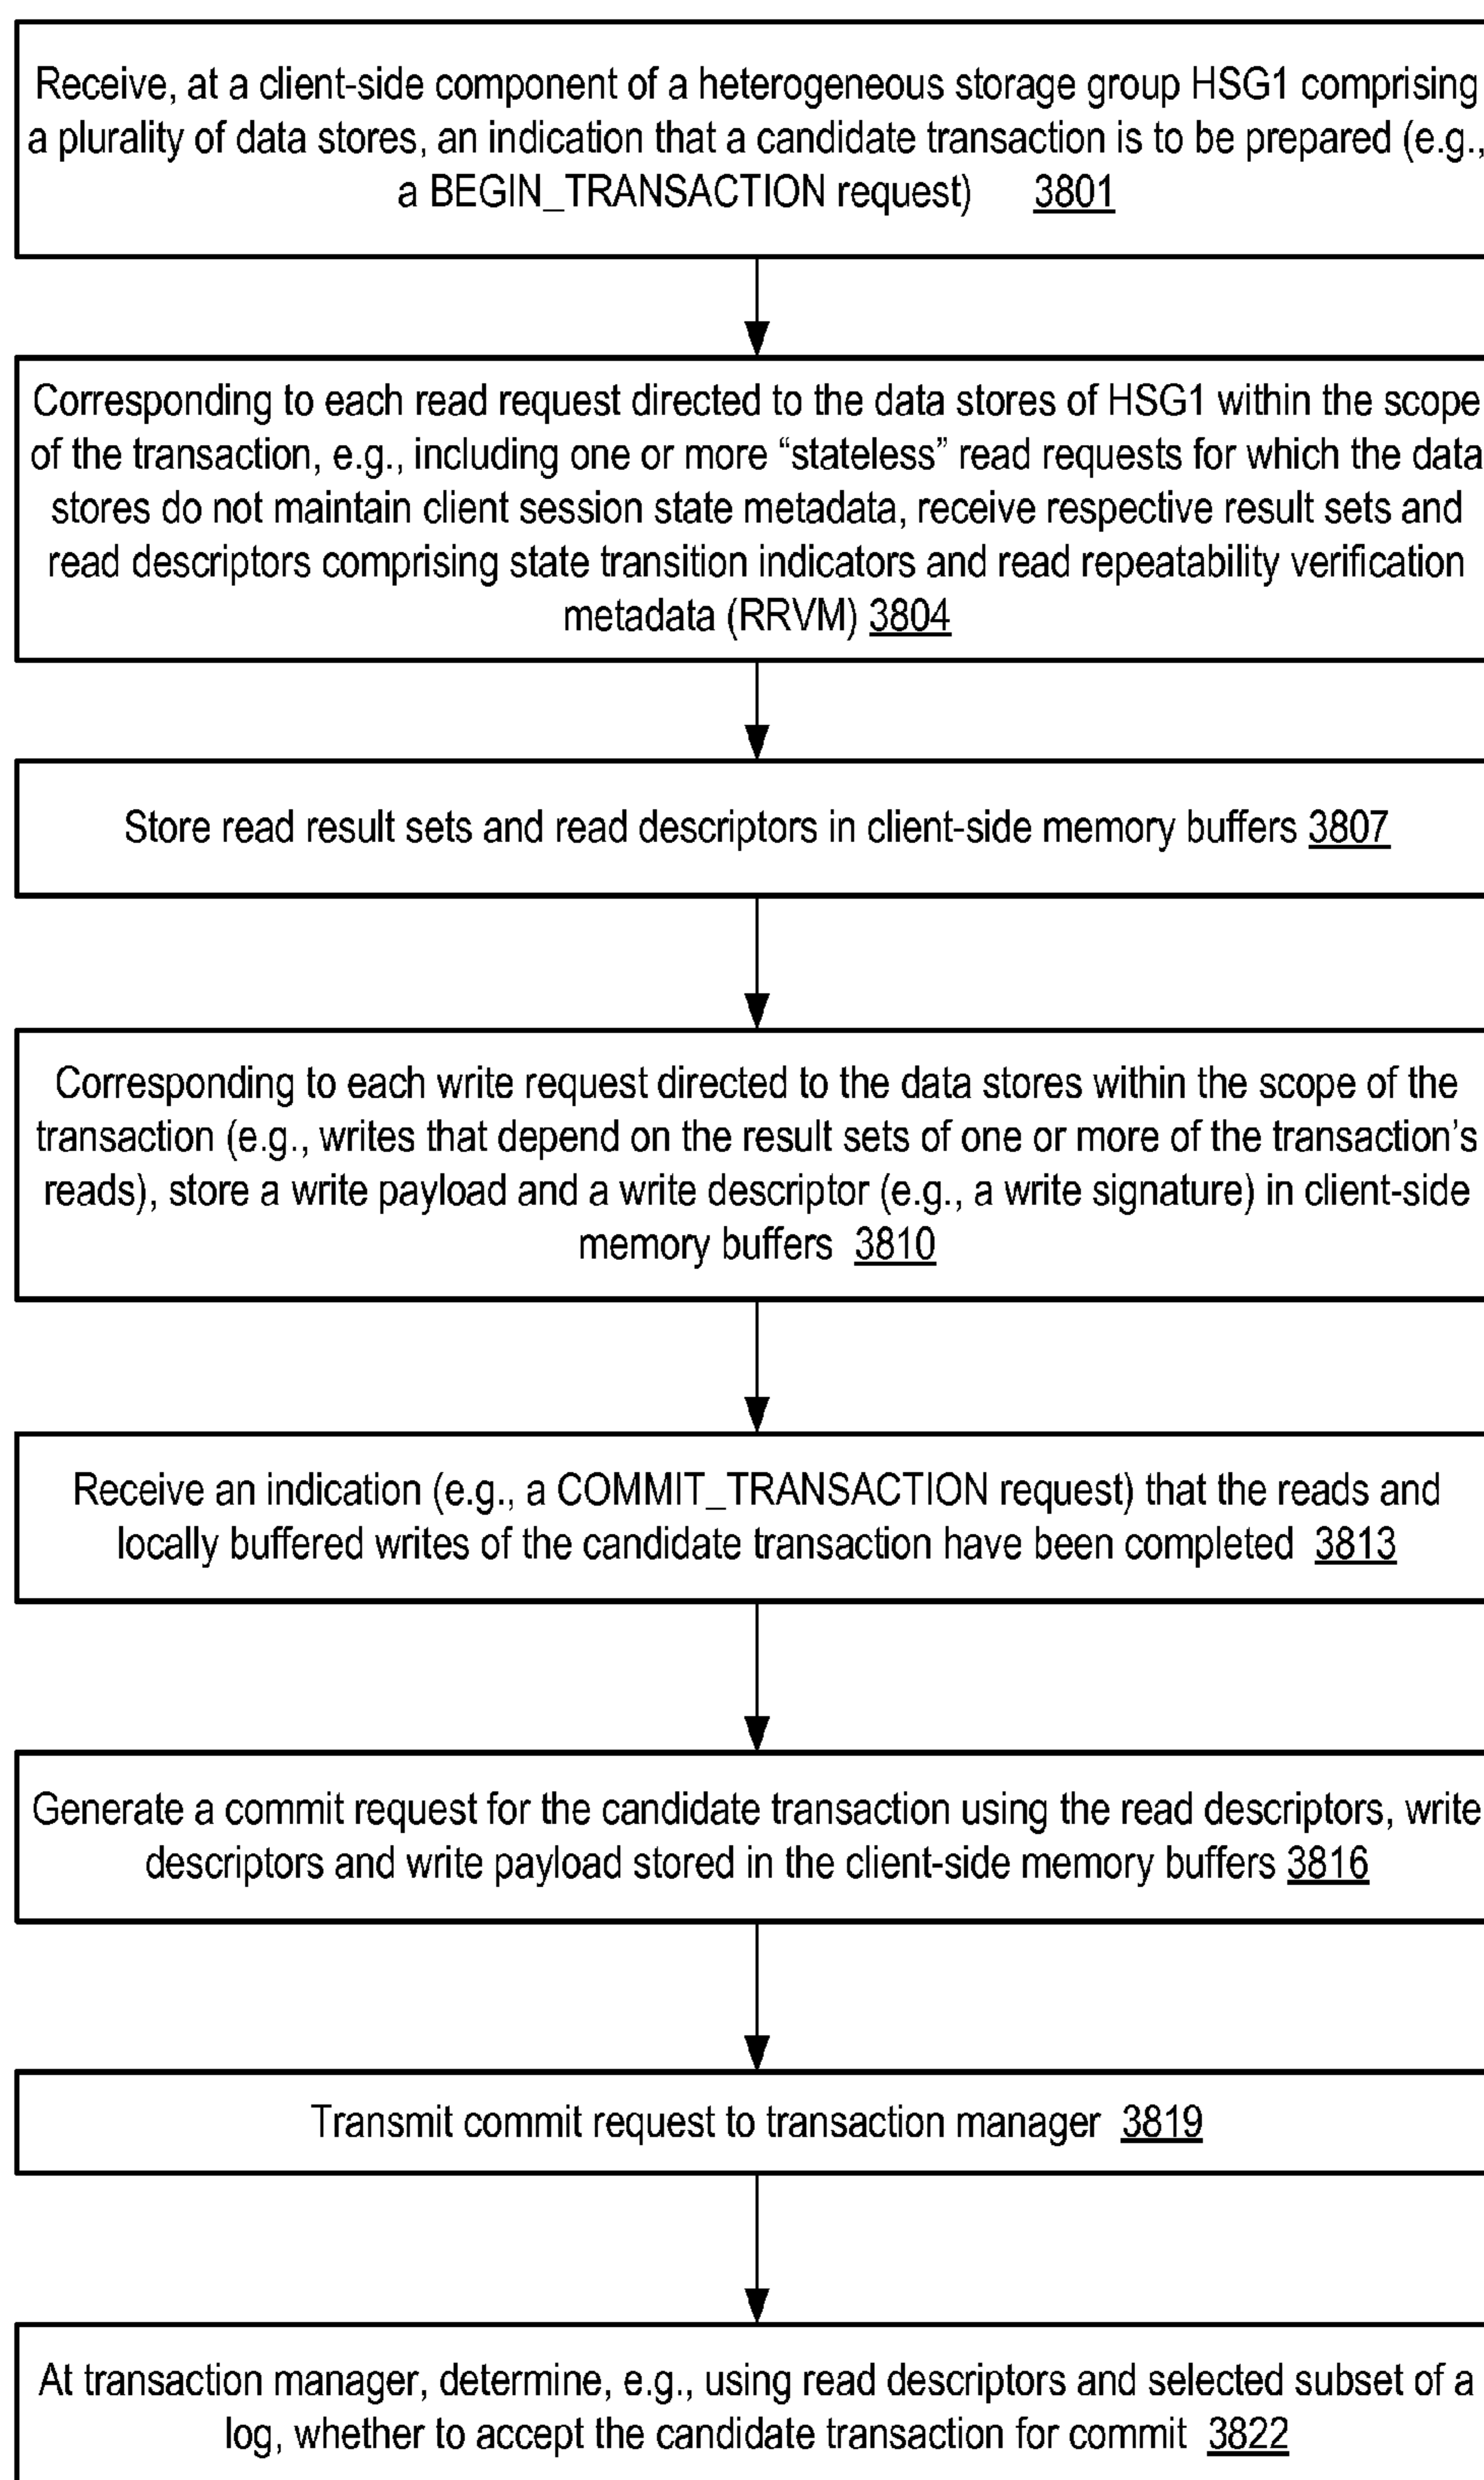 Receive, at a client-side component of a heterogeneous storage group HSG1 comprising
a plurality of data stores, an indication that a candidate transaction is to be prepared (e.g.,
a BEGIN_TRANSACTION request) 3801
Corresponding to each read request directed to the data stores of HSG1 within the scope
of the transaction, e.g., including one or more “stateless” read requests for which the data
stores do not maintain client session state metadata, receive respective result sets and
read descriptors comprising state transition indicators and read repeatability verification
metadata (RRVM) 3804
Store read result sets and read descriptors in client-side memory buffers 3807
Corresponding to each write request directed to the data stores within the scope of the
transaction (e.g., writes that depend on the result sets of one or more of the transaction’s
reads), store a write payload and a write descriptor (e.g., a write signature) in client-side
memory buffers 3810
Receive an indication (e.g., a COMMIT_TRANSACTION request) that the reads and
locally buffered writes of the candidate transaction have been completed 3813
Generate a commit request for the candidate transaction using the read descriptors, write
descriptors and write payload stored in the client-side memory buffers 3816
Transmit commit request to transaction manager 3819
At transaction manager, determine, e.g., using read descriptors and selected subset of a
log, whether to accept the candidate transaction for commit 3822